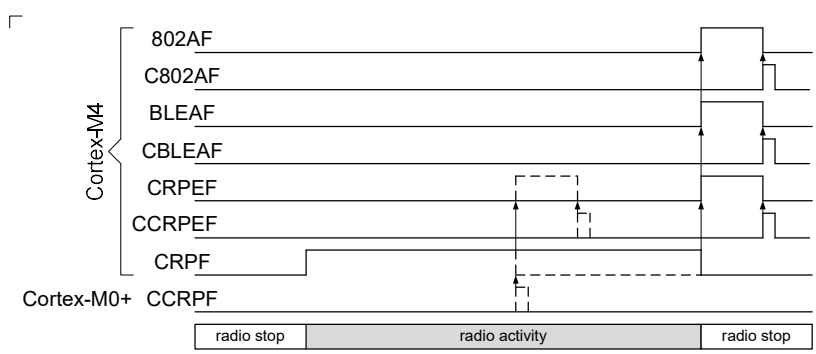 802AF
C802AF
BLEAF
CBLEAF
CRPEF
CCRPEF
CRPF
Cortex-M4
Cortex-M0+ CCRPF
radio stop radio activity radio stop